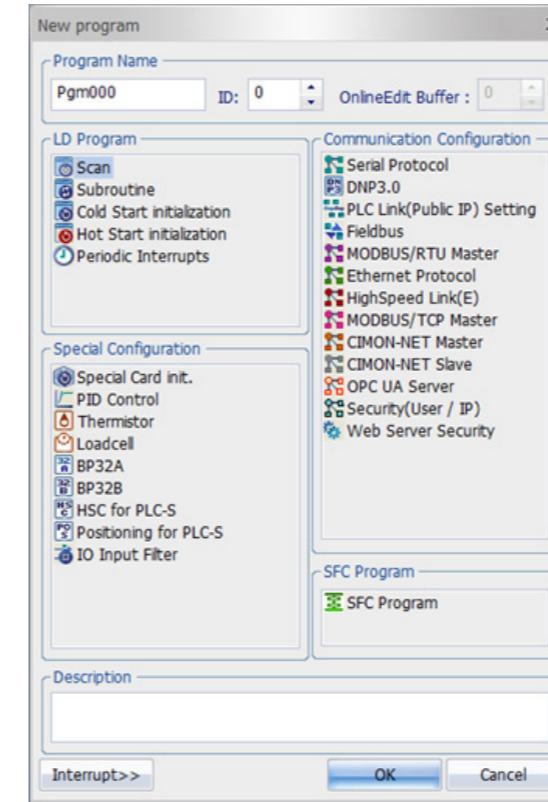 New program
Program Name
Pgm000 ID: 0 OnlineEdit Buffer : 0
LD Program
Scan
Subroutine
Cold Start initialization
Hot Start initialization
Periodic Interrupts
Special Configuration
Special Card init.
PID Control
Thermistor
Loadcell
BP32A
BP32B
HSC for PLC-S
Positioning for PLC-S
IO Input Filter
Communication Configuration
Serial Protocol
DNP3.0
PLC Link(Public IP) Setting
Fieldbus
MODBUS/RTU Master
Ethernet Protocol
HighSpeed Link(E)
MODBUS/TCP Master
CIMON-NET Master
CIMON-NET Slave
OPC UA Server
Security(User / IP)
Web Server Security
SFC Program
SFC Program
Description
Interrupt>> OK Cancel